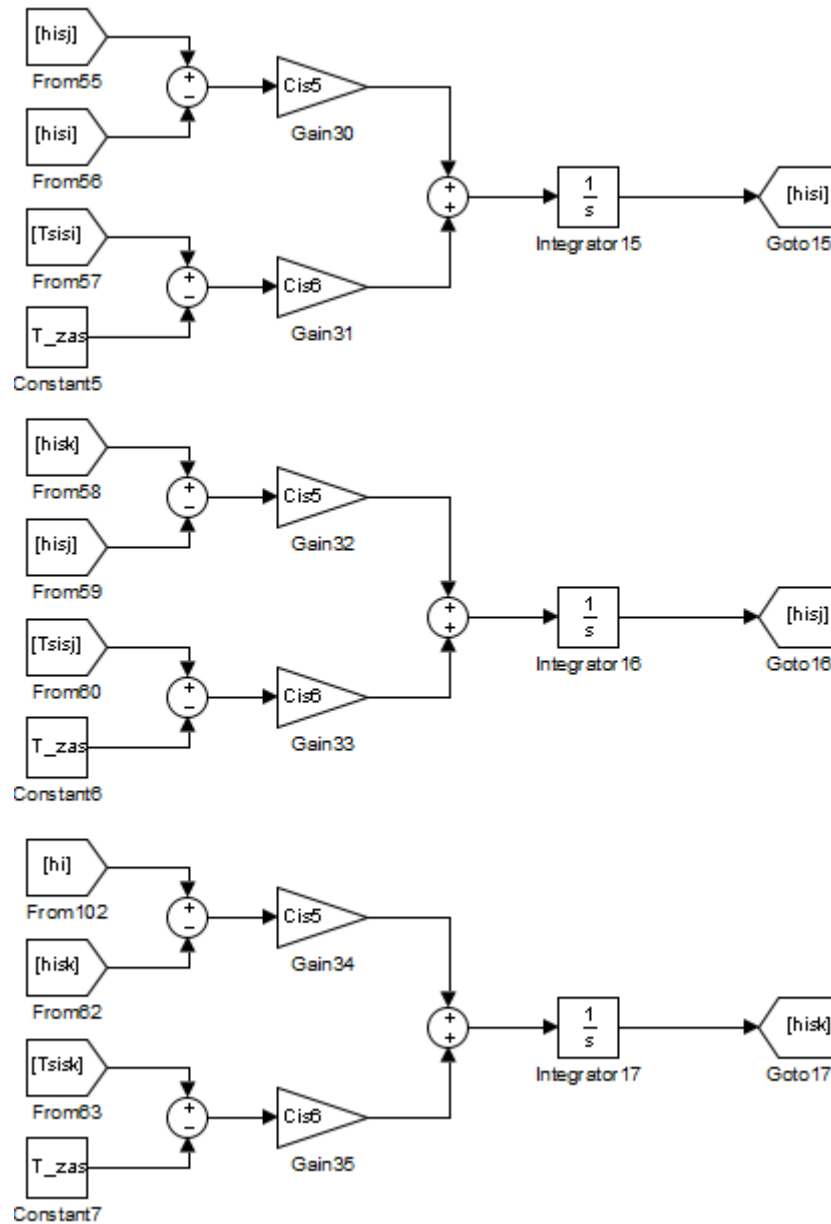 [hisj]
From55
+
−
Cis5
Gain30
[hisi]
From56
+
+
1
s
Integrator15
[hisi]
Goto15
[Tsisi]
From57
+
−
Cis6
Gain31
T_zas
Constant5
[hisk]
From58
+
−
Cis5
Gain32
[hisj]
From59
+
+
1
s
Integrator16
[hisj]
Goto16
[Tsisj]
From60
+
−
Cis6
Gain33
T_zas
Constant6
[hi]
From102
+
−
Cis5
Gain34
[hisk]
From62
+
+
1
s
Integrator17
[hisk]
Goto17
[Tsisk]
From63
+
−
Cis6
Gain35
T_zas
Constant7